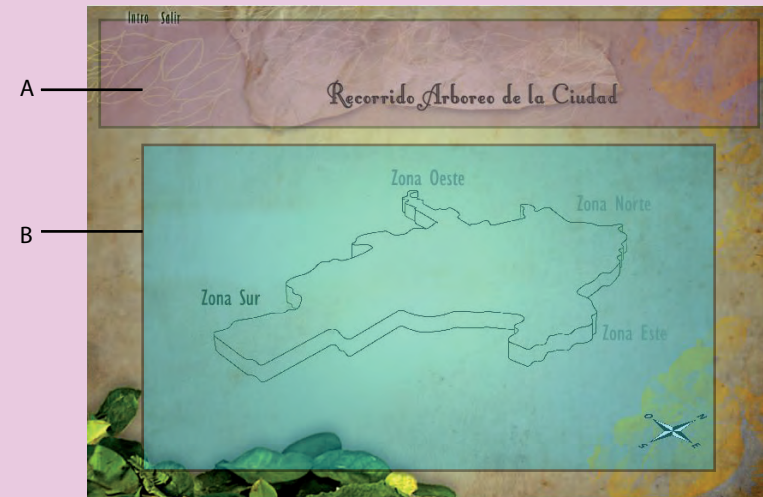 Intro Salir
A
Recorrido Arboreo de la Ciudad
Zona Oeste
Zona Norte
B
Zona Sur
Zona Este
O N
S E